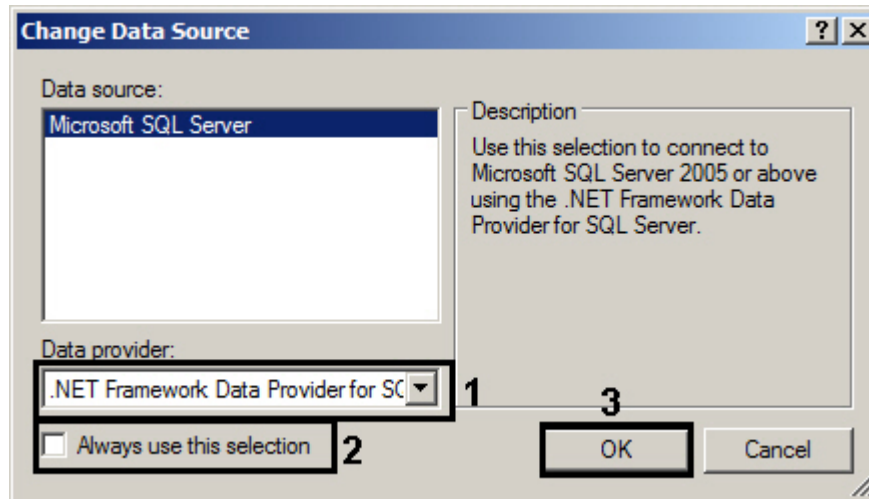 Change Data Source
?
Data source:
Microsoft SQL Server
Description
Use this selection to connect to
Microsoft SQL Server 2005 or above
using the .NET Framework Data
Provider for SQL Server.
Data provider:
.NET Framework Data Provider for SQ
1
Always use this selection
2
3
OK
Cancel